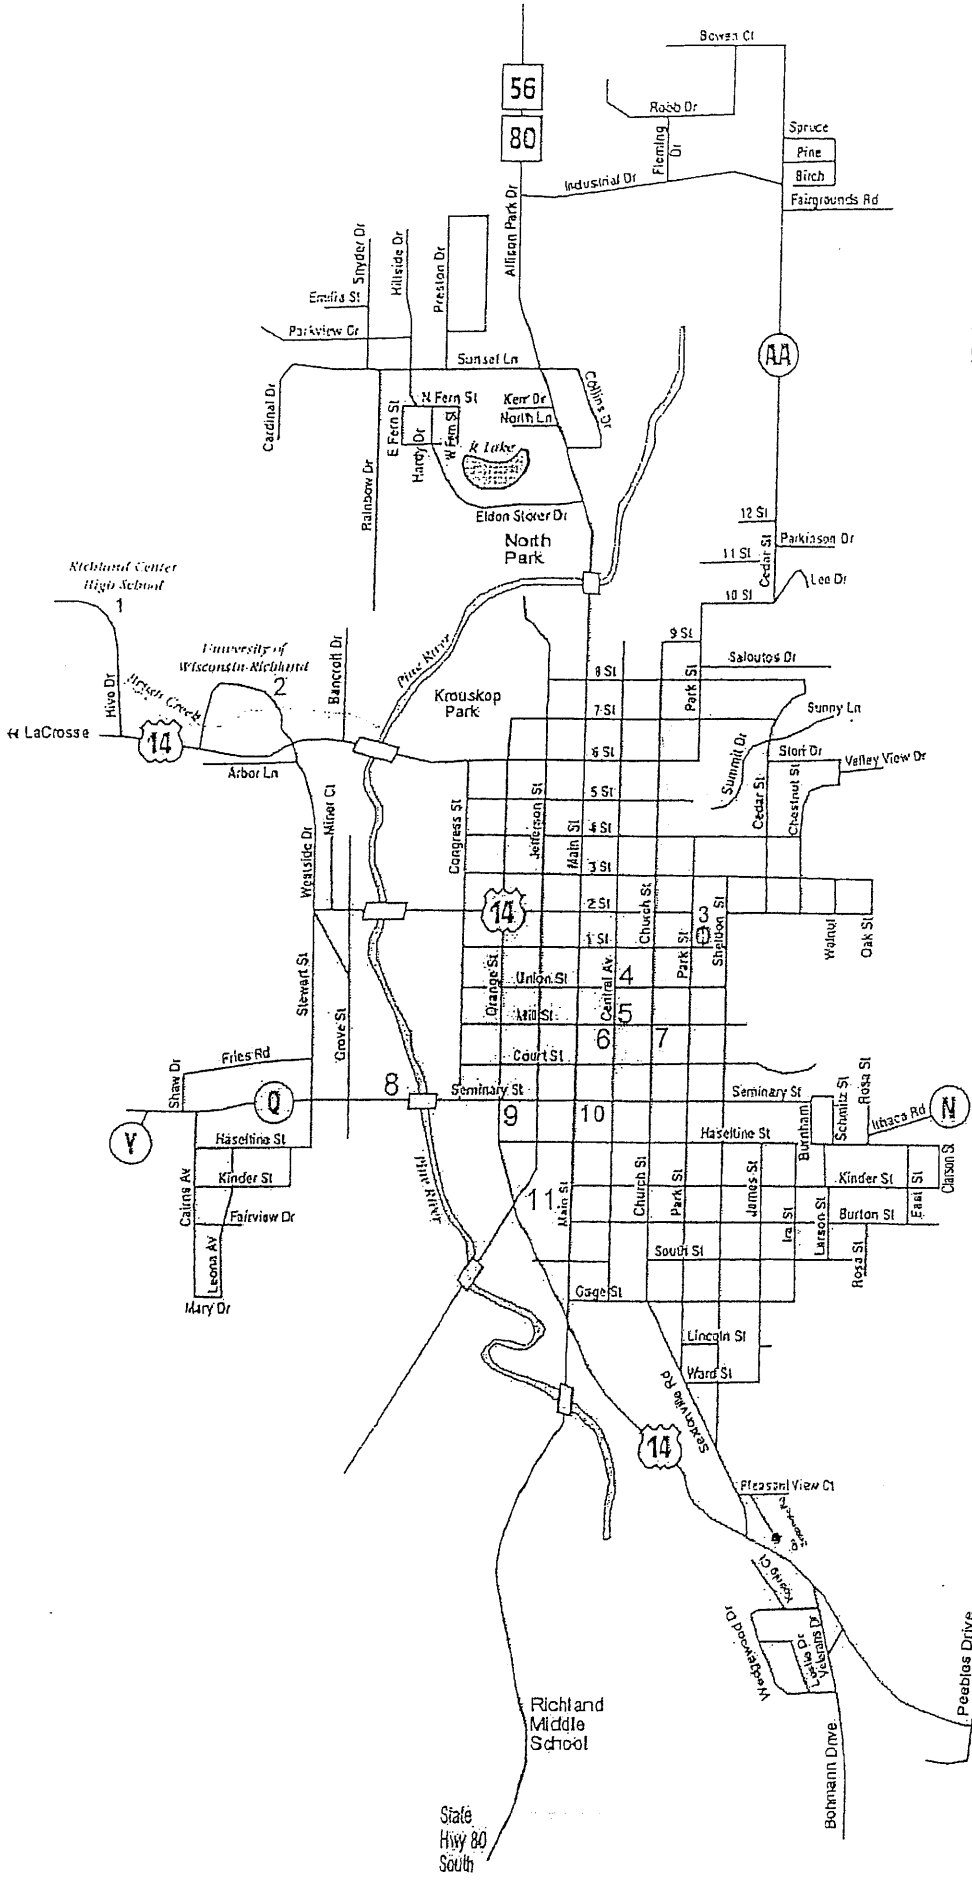 Bowen Ct
56
Robb Dr
80
Fleming Dr
Spruce
Pine
Birch
Industrial Dr
Fairgrounds Rd
Allison Park Dr
Snyder Dr
Hillside Dr
Preston Dr
Emilia St
Parkview Dr
AA
Sunset Ln
Cardinal Dr
Collins Dr
N Fern St
Kerr Dr
North Ln
E Fern St
Hardy Dr
W Fern St
Lake
Rainbow Dr
Eldon Storer Dr
12 St
North
Park
Cedar St
Parkinson Dr
11 St
Richland Center
High School
1
Lee Dr
10 St
9 St
University of
Wisconsin-Richland
2
Bancroft Dr
Pine River
Saloutos Dr
8 St
Park St
Hive Dr
Brush Creek
Krouskop
Park
7 St
Sunny Ln
LaCrosse
14
Summit Dr
6 St
Storf Dr
Valley View Dr
Arbor Ln
5 St
Cedar St
Chestnut St
Westside Dr
Minor Ct
Congress St
Jefferson St
Main St
4 St
3 St
14
2 St
Church St
3
Sheldon St
Walnut
Oak St
1 St
Park St
Stewart St
Orange St
Union St
Central Av
4
Grove St
Mill St
5
6
7
Court St
Fries Rd
Shaw Dr
8
Seminary St
Seminary St
Rosa St
Schmitz St
N
Q
Y
9
10
Ithaca Rd
Burnham
Haseltine St
Haseltine St
Kinder St
Kinder St
Clarson St
Cairns Av
Pine River
11
Main St
Church St
Park St
James St
East St
Fairview Dr
Ira St
Larson St
Burton St
Leona Av
South St
Rosa St
Mary Dr
Gage St
Lincoln St
Ward St
Sextonville Rd
14
Pleasant View Ct
Wedgewood Dr
Veterans Dr
Peebles Drive
Richland
Middle
School
Bohmann Drive
State
Hwy 80
South